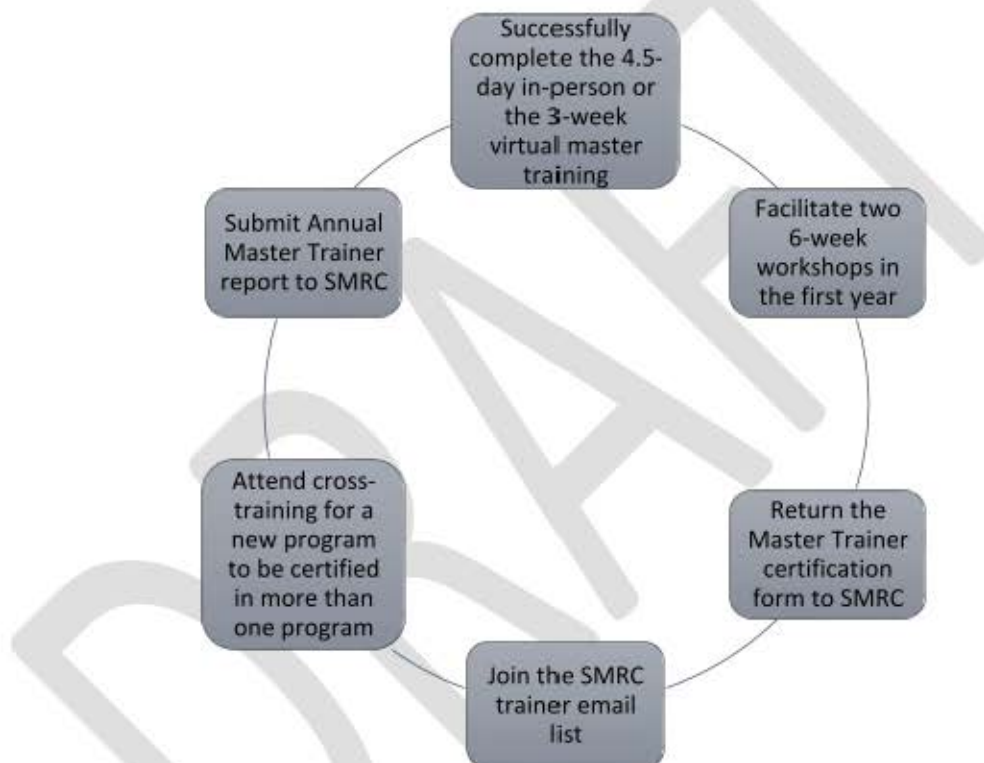 Successfully
complete the 4.5-
day in-person or
the 3-week
virtual master
training
Facilitate two
6-week
workshops in
the first year
Return the
Master Trainer
certification
form to SMRC
Join the SMRC
trainer email
list
Attend cross-
training for a
new program
to be certified
in more than
one program
Submit Annual
Master Trainer
report to SMRC
DRAFT